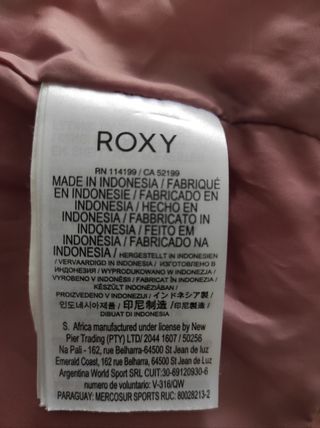 ROXY
RN 114199 / CA 52199
MADE IN INDONESIA / FABRIQUÉ
EN INDONESIE / FABRICADO EN
INDONESIA / HECHO EN
INDONESIA / FABBRICATO IN
INDONESIA / FEITO EM
INDONÉSIA / FABRICADO NA
INDONESIA / HERGESTELLT IN INDONESIEN
/ VERVAARDIGD IN INDONESIË / ИЗГОТОВЛЕНО В
ИНДОНЕЗИИ / WYPRODUKOWANO W INDONEZJI /
VYROBENO V INDONÉSII / FABRICAT ÎN INDONEZIA /
KÉSZÜLT INDONÉZIÁBAN /
PROIZVEDENO V INDONEZIJI / インドネシア製 /
인도네시아제품 / 印尼制造 / 印尼製造
DIBUAT DI INDONESIA
S. Africa manufactured under license by New
Pier Trading (PTY) LTD/ 2044 1607 / 50256
Na Pali - 162, rue Belharra-64500 St Jean de luz
Emerald Coast, 162 rue Belharra-64500 St Jean de Luz
Argentina World Sport SRL CUIT:30-69120930-6
numero de voluntario: V-316/QW
PARAGUAY: MERCOSUR SPORTS RUC: 80028213-2